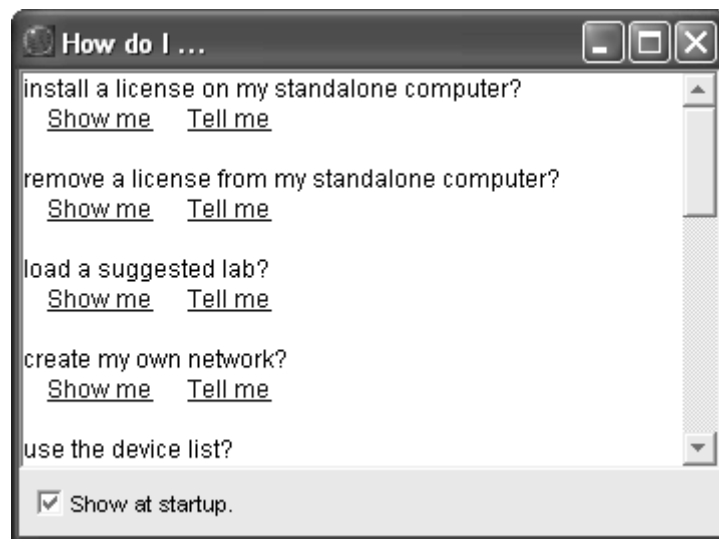 How do I ...
install a license on my standalone computer?
Show me Tell me
remove a license from my standalone computer?
Show me Tell me
load a suggested lab?
Show me Tell me
create my own network?
Show me Tell me
use the device list?
Show at startup.